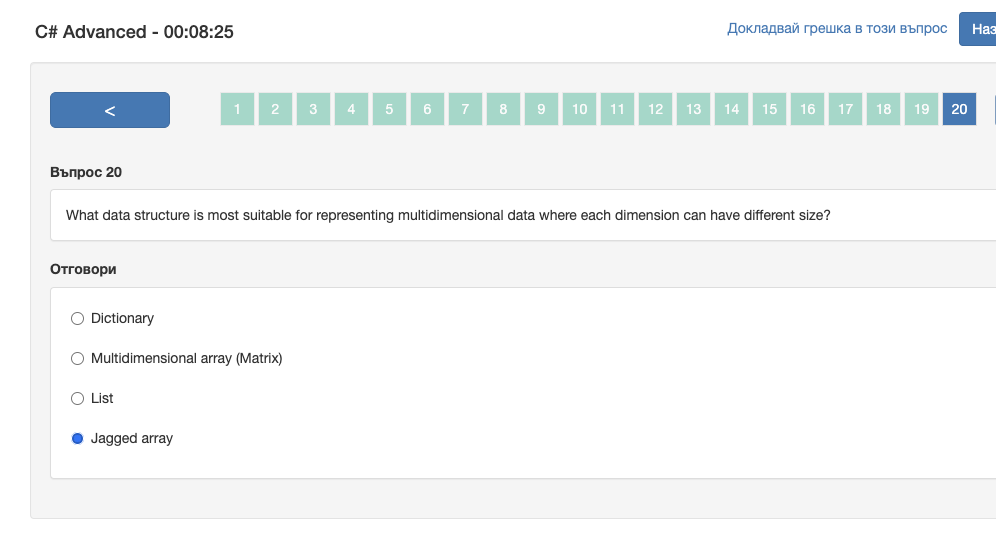 C# Advanced - 00:08:25
Докладвай грешка в този въпрос
Наз
<
1 2 3 4 5 6 7 8 9 10 11 12 13 14 15 16 17 18 19 20
Въпрос 20
What data structure is most suitable for representing multidimensional data where each dimension can have different size?
Отговори
Dictionary
Multidimensional array (Matrix)
List
Jagged array